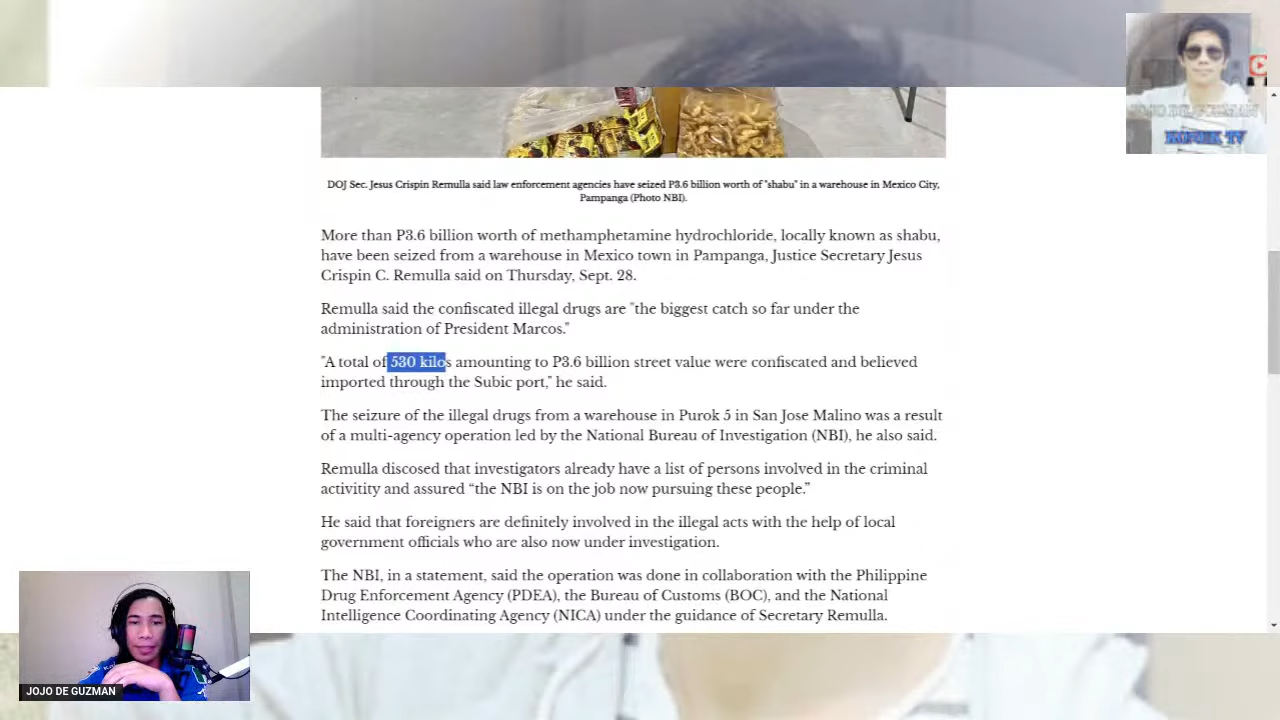 JOJO DE GUZMAN
KUROK TV
DOJ Sec. Jesus Crispin Remulla said law enforcement agencies have seized P3.6 billion worth of "shabu" in a warehouse in Mexico City,
Pampanga (Photo NBI).
More than P3.6 billion worth of methamphetamine hydrochloride, locally known as shabu,
have been seized from a warehouse in Mexico town in Pampanga, Justice Secretary Jesus
Crispin C. Remulla said on Thursday, Sept. 28.
Remulla said the confiscated illegal drugs are "the biggest catch so far under the
administration of President Marcos."
"A total of 530 kilos amounting to P3.6 billion street value were confiscated and believed
imported through the Subic port," he said.
The seizure of the illegal drugs from a warehouse in Purok 5 in San Jose Malino was a result
of a multi-agency operation led by the National Bureau of Investigation (NBI), he also said.
Remulla discosed that investigators already have a list of persons involved in the criminal
activitity and assured “the NBI is on the job now pursuing these people.”
He said that foreigners are definitely involved in the illegal acts with the help of local
government officials who are also now under investigation.
The NBI, in a statement, said the operation was done in collaboration with the Philippine
Drug Enforcement Agency (PDEA), the Bureau of Customs (BOC), and the National
Intelligence Coordinating Agency (NICA) under the guidance of Secretary Remulla.
JOJO DE GUZMAN